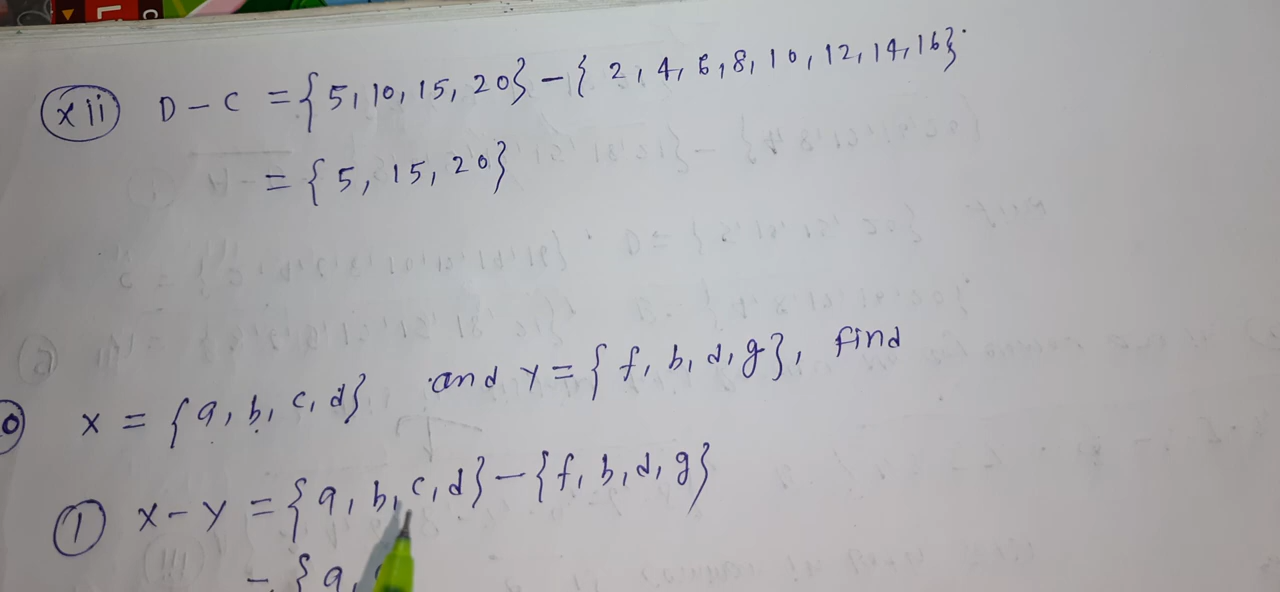 xii D - C = {5, 10, 15, 20} - {2, 4, 6, 8, 10, 12, 14, 16}
= {5, 15, 20}
X = {a, b, c, d} and Y = {f, b, d, g}, find
1 X - Y = {a, b, c, d} - {f, b, d, g}
= {a,